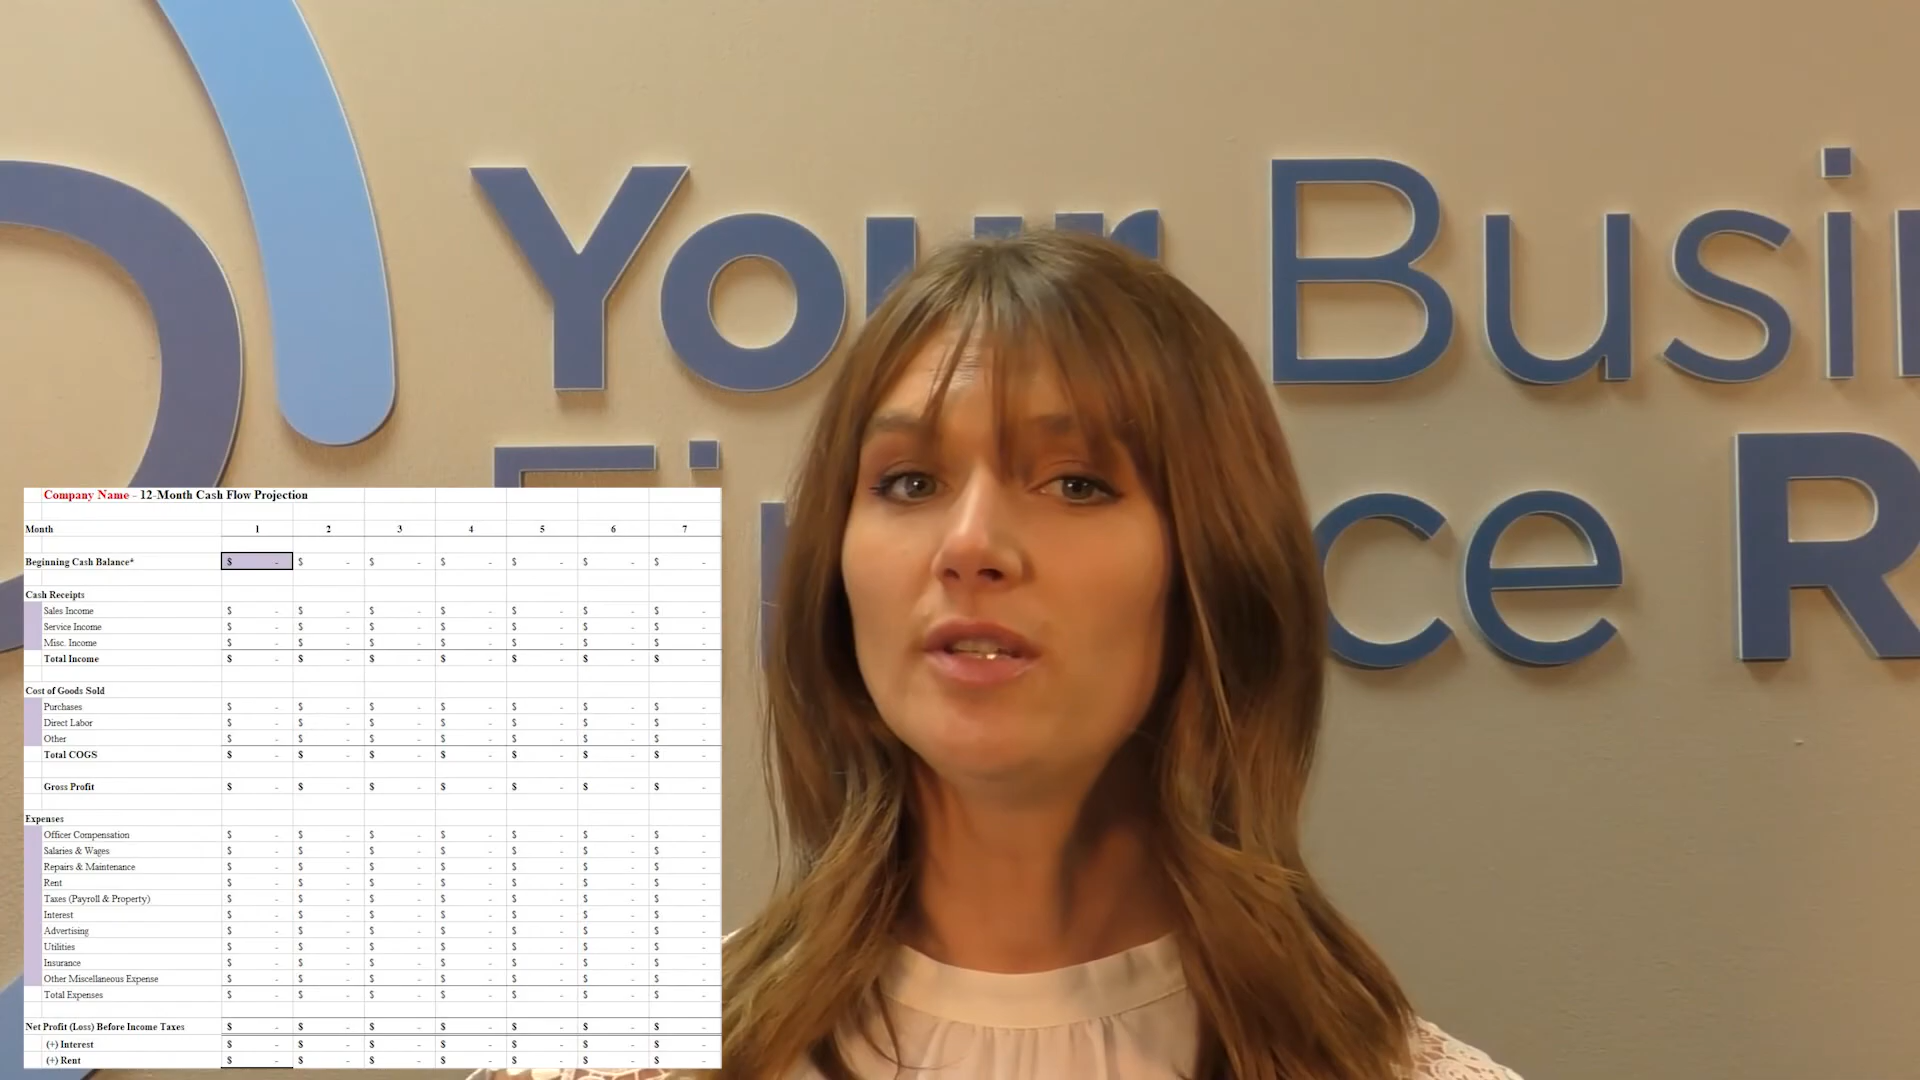 Your Busin
Fi ce R
Company Name - 12-Month Cash Flow Projection
Month 1 2 3 4 5 6 7
Beginning Cash Balance* $ - $ - $ - $ - $ - $ - $ -
Cash Receipts
Sales Income $ - $ - $ - $ - $ - $ - $ -
Service Income $ - $ - $ - $ - $ - $ - $ -
Misc. Income $ - $ - $ - $ - $ - $ - $ -
Total Income $ - $ - $ - $ - $ - $ - $ -
Cost of Goods Sold
Purchases $ - $ - $ - $ - $ - $ - $ -
Direct Labor $ - $ - $ - $ - $ - $ - $ -
Other $ - $ - $ - $ - $ - $ - $ -
Total COGS $ - $ - $ - $ - $ - $ - $ -
Gross Profit $ - $ - $ - $ - $ - $ - $ -
Expenses
Officer Compensation $ - $ - $ - $ - $ - $ - $ -
Salaries & Wages $ - $ - $ - $ - $ - $ - $ -
Repairs & Maintenance $ - $ - $ - $ - $ - $ - $ -
Rent $ - $ - $ - $ - $ - $ - $ -
Taxes (Payroll & Property) $ - $ - $ - $ - $ - $ - $ -
Interest $ - $ - $ - $ - $ - $ - $ -
Advertising $ - $ - $ - $ - $ - $ - $ -
Utilities $ - $ - $ - $ - $ - $ - $ -
Insurance $ - $ - $ - $ - $ - $ - $ -
Other Miscellaneous Expense $ - $ - $ - $ - $ - $ - $ -
Total Expenses $ - $ - $ - $ - $ - $ - $ -
Net Profit (Loss) Before Income Taxes $ - $ - $ - $ - $ - $ - $ -
(+) Interest $ - $ - $ - $ - $ - $ - $ -
(+) Rent $ - $ - $ - $ - $ - $ - $ -